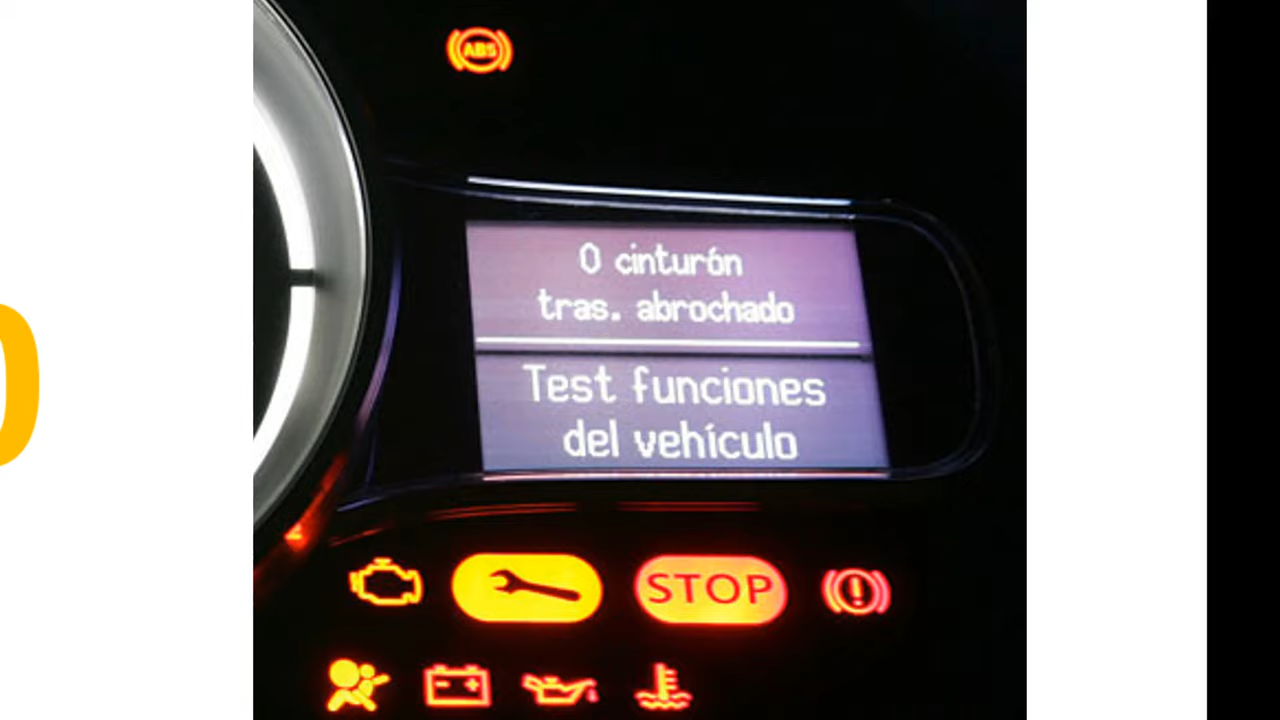 ABS
0 cinturón
tras. abrochado
Test funciones
del vehículo
STOP